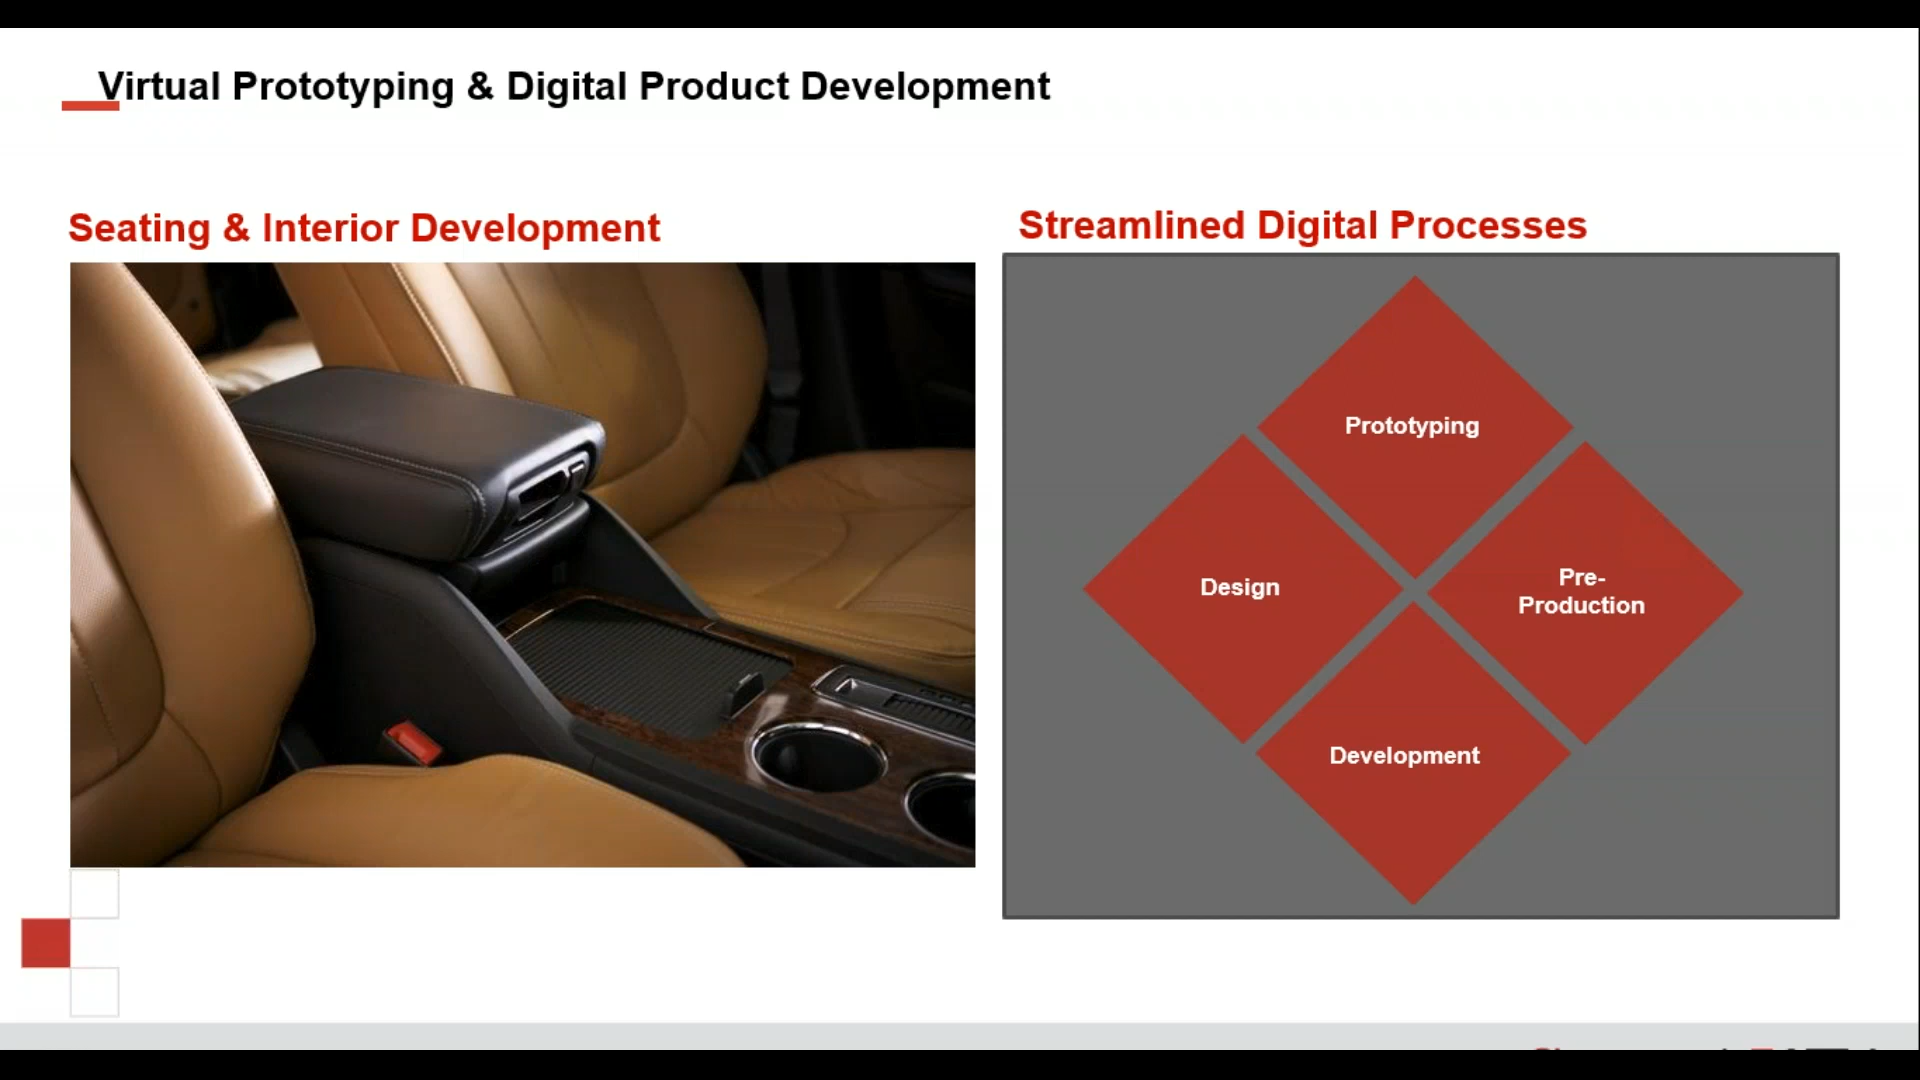 Virtual Prototyping & Digital Product Development
Seating & Interior Development
Streamlined Digital Processes
Prototyping
Design
Pre-
Production
Development